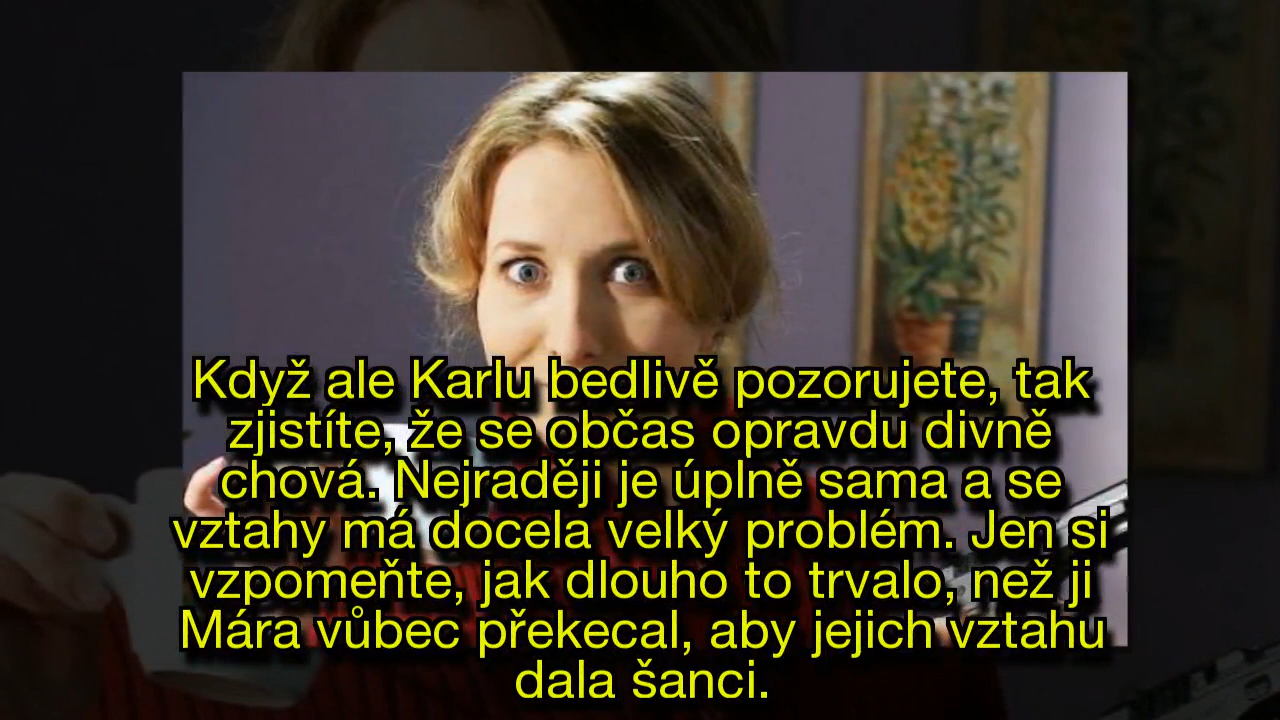 Když ale Karlu bedlivě pozorujete, tak
zjistíte, že se občas opravdu divně
chová. Nejraději je úplně sama a se
vztahy má docela velký problém. Jen si
vzpomeňte, jak dlouho to trvalo, než ji
Mára vůbec překecal, aby jejich vztahu
dala šanci.